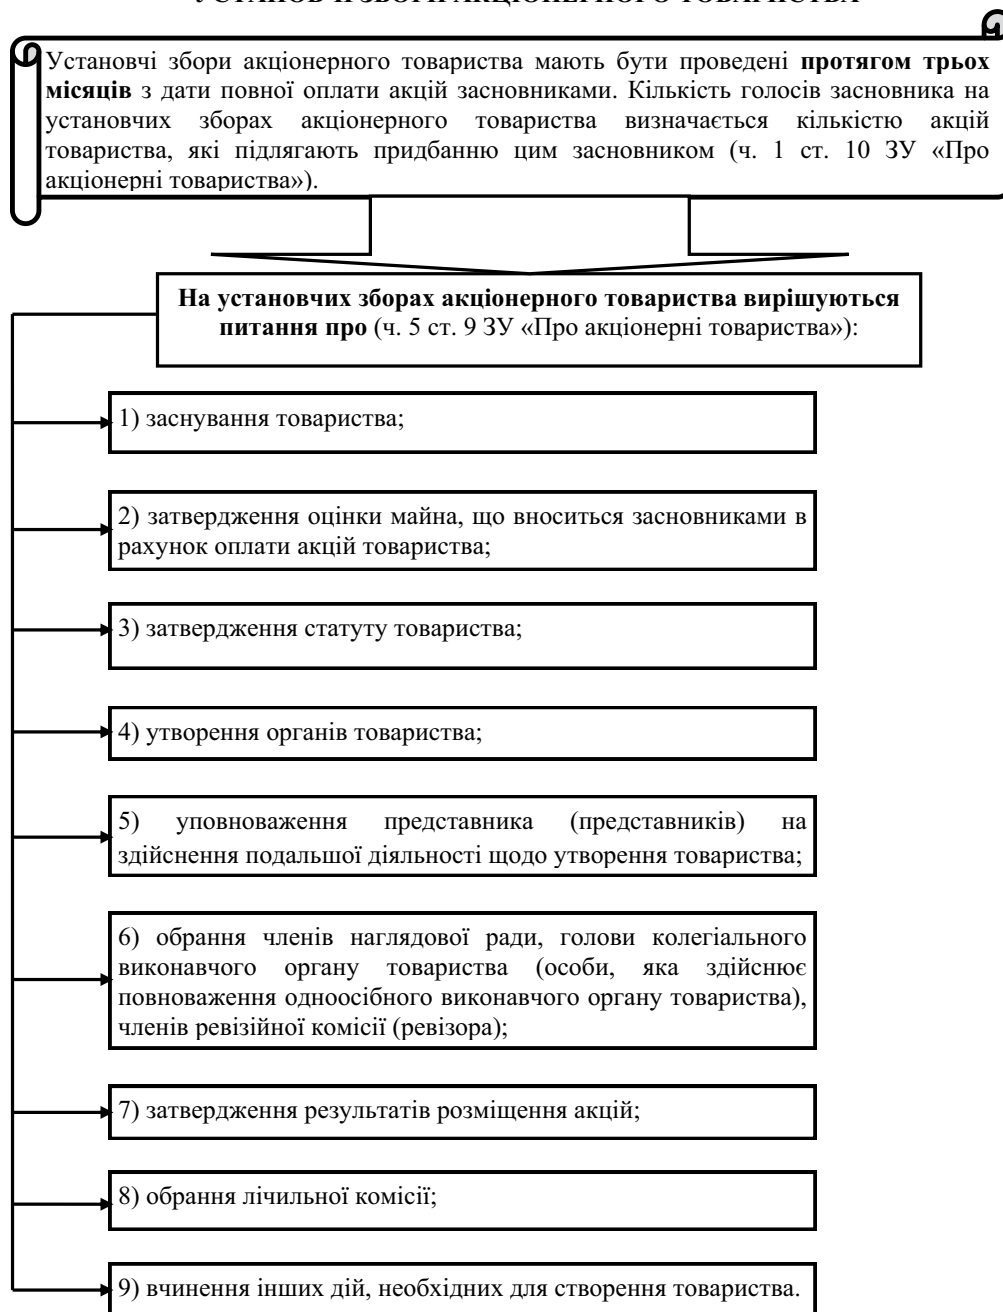 УСТАНОВЧІ ЗБОРИ АКЦІОНЕРНОГО ТОВАРИСТВА
Установчі збори акціонерного товариства мають бути проведені протягом трьох
місяців з дати повної оплати акцій засновниками. Кількість голосів засновника на
установчих зборах акціонерного товариства визначається кількістю акцій
товариства, які підлягають придбанню цим засновником (ч. 1 ст. 10 ЗУ «Про
акціонерні товариства»).
На установчих зборах акціонерного товариства вирішуються
питання про (ч. 5 ст. 9 ЗУ «Про акціонерні товариства»):
1) заснування товариства;
2) затвердження оцінки майна, що вноситься засновниками в
рахунок оплати акцій товариства;
3) затвердження статуту товариства;
4) утворення органів товариства;
5) уповноваження представника (представників) на
здійснення подальшої діяльності щодо утворення товариства;
6) обрання членів наглядової ради, голови колегіального
виконавчого органу товариства (особи, яка здійснює
повноваження одноосібного виконавчого органу товариства),
членів ревізійної комісії (ревізора);
7) затвердження результатів розміщення акцій;
8) обрання лічильної комісії;
9) вчинення інших дій, необхідних для створення товариства.